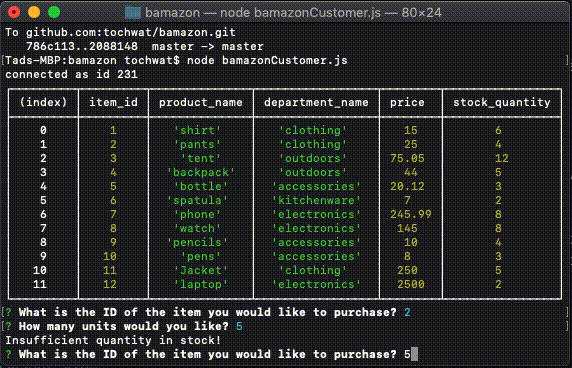 bamazon — node bamazonCustomer.js — 80×24
To github.com:tochwat/bamazon.git
786c113..2088148 master -> master
[Tads-MBP:bamazon tochwat$ node bamazonCustomer.js ]
connected as id 231
(index) item_id product_name department_name price stock_quantity
0 1 'shirt' 'clothing' 15 6
1 2 'pants' 'clothing' 25 4
2 3 'tent' 'outdoors' 75.05 12
3 4 'backpack' 'outdoors' 44 5
4 5 'bottle' 'accessories' 20.12 3
5 6 'spatula' 'kitchenware' 7 2
6 7 'phone' 'electronics' 245.99 8
7 8 'watch' 'electronics' 145 8
8 9 'pencils' 'accessories' 10 4
9 10 'pens' 'accessories' 8 3
10 11 'Jacket' 'clothing' 250 5
11 12 'laptop' 'electronics' 2500 2
[? What is the ID of the item you would like to purchase? 2 ]
[? How many units would you like? 5 ]
Insufficient quantity in stock!
? What is the ID of the item you would like to purchase? 5